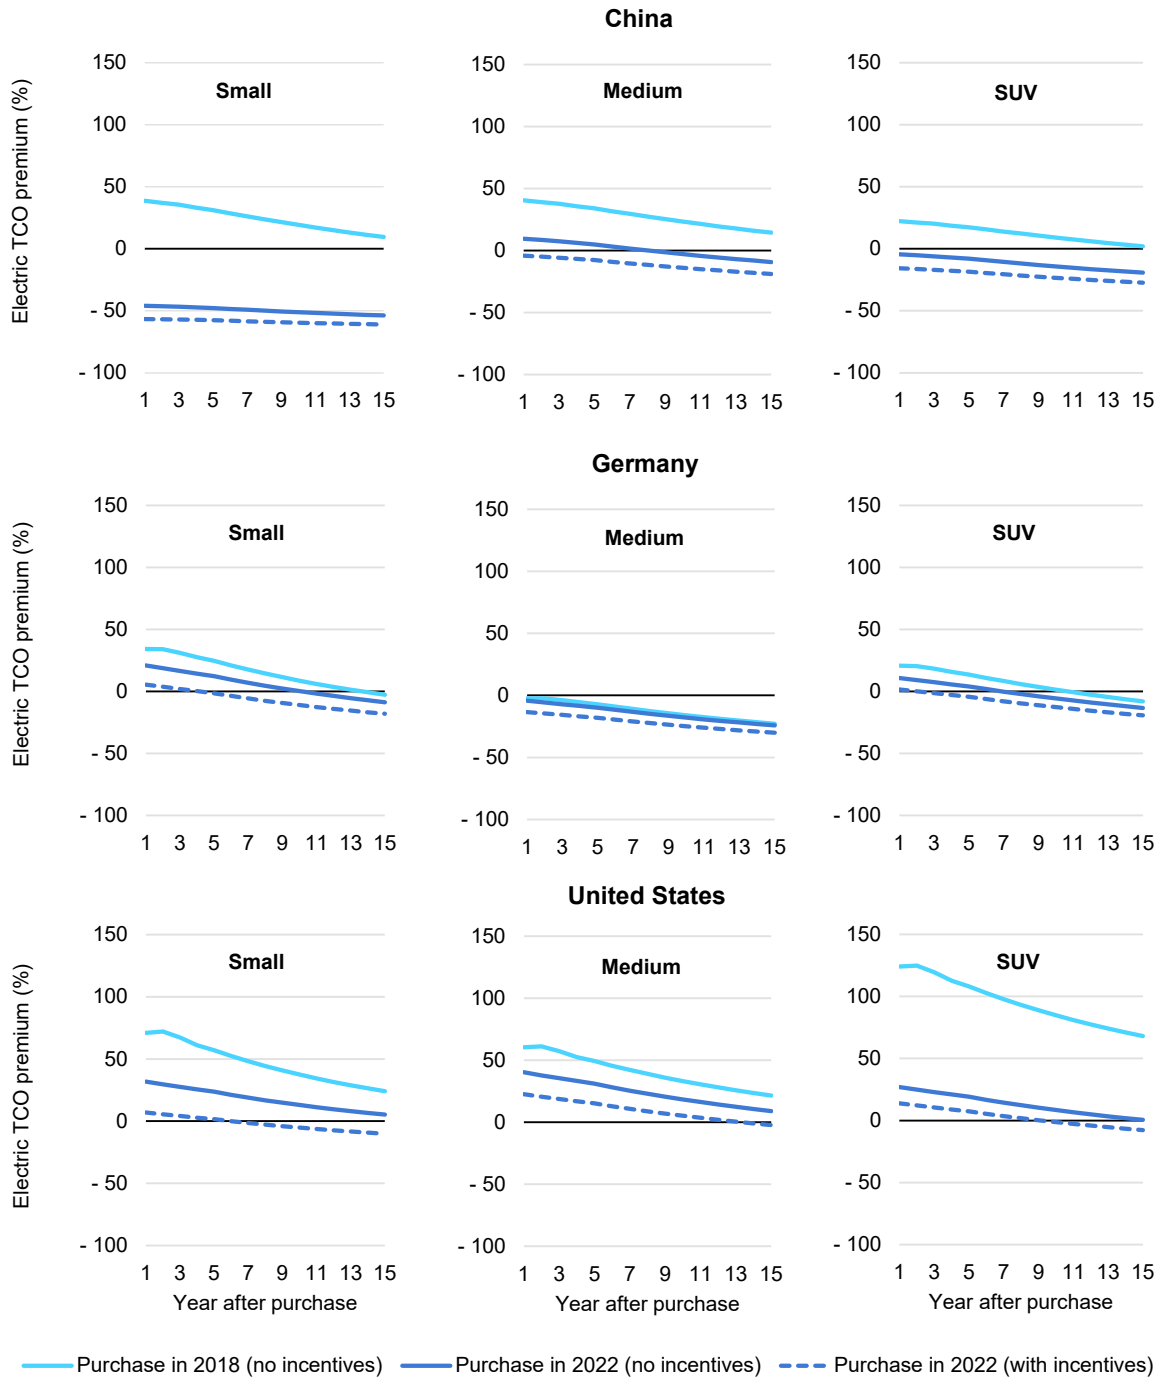 China
Electric TCO premium (%)
Small
150
100
50
0
- 50
- 100
1 3 5 7 9 11 13 15
Medium
150
100
50
0
- 50
- 100
1 3 5 7 9 11 13 15
SUV
150
100
50
0
- 50
- 100
1 3 5 7 9 11 13 15
Germany
Electric TCO premium (%)
Small
150
100
50
0
- 50
- 100
1 3 5 7 9 11 13 15
Medium
150
100
50
0
- 50
- 100
1 3 5 7 9 11 13 15
SUV
150
100
50
0
- 50
- 100
1 3 5 7 9 11 13 15
United States
Electric TCO premium (%)
Small
150
100
50
0
- 50
- 100
1 3 5 7 9 11 13 15
Year after purchase
Medium
150
100
50
0
- 50
- 100
1 3 5 7 9 11 13 15
Year after purchase
SUV
150
100
50
0
- 50
- 100
1 3 5 7 9 11 13 15
Year after purchase
Purchase in 2018 (no incentives)
Purchase in 2022 (no incentives)
Purchase in 2022 (with incentives)